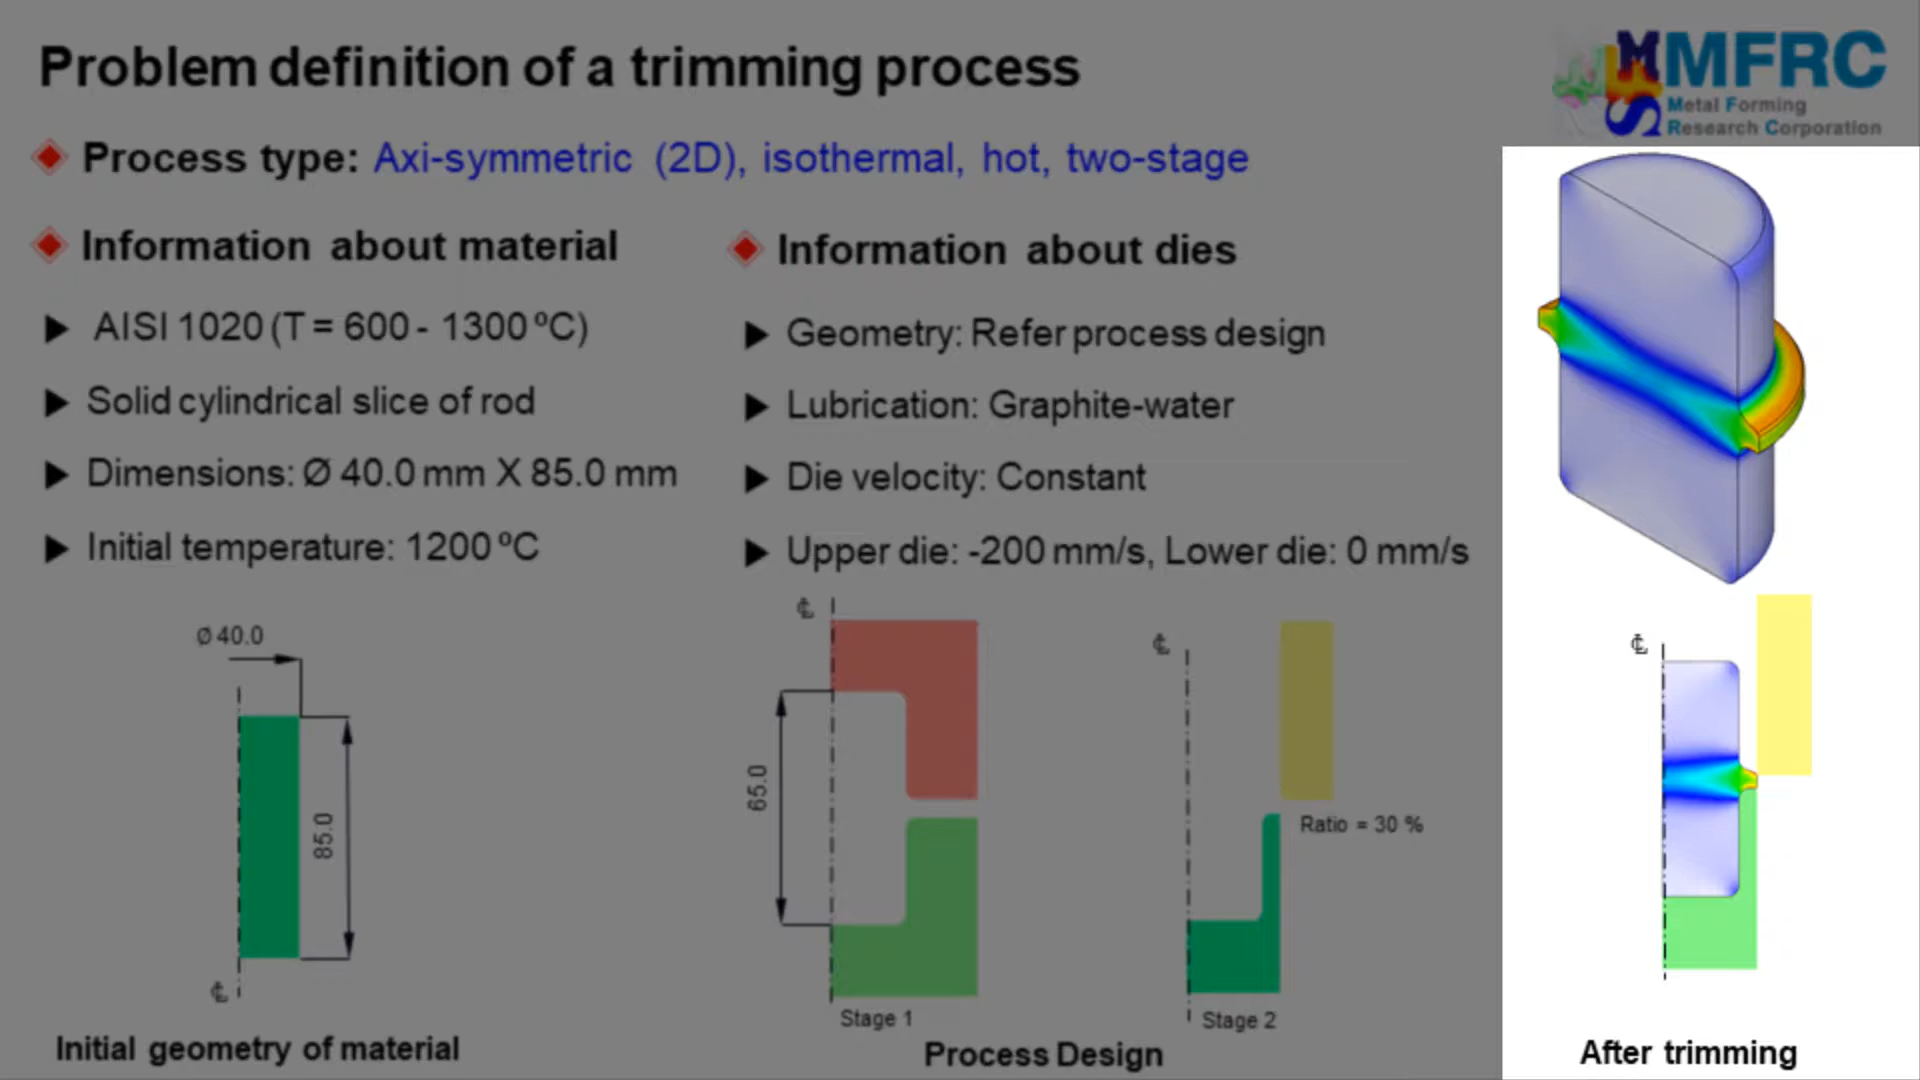 Problem definition of a trimming process
MFRC
Metal Forming
Research Corporation
Process type: Axi-symmetric (2D), isothermal, hot, two-stage
Information about material
AISI 1020 (T = 600 - 1300 ºC)
Solid cylindrical slice of rod
Dimensions: Ø 40.0 mm X 85.0 mm
Initial temperature: 1200 ºC
Information about dies
Geometry: Refer process design
Lubrication: Graphite-water
Die velocity: Constant
Upper die: -200 mm/s, Lower die: 0 mm/s
Ø 40.0
85.0
℄
Initial geometry of material
℄
65.0
Stage 1
℄
Ratio = 30 %
Stage 2
Process Design
℄
After trimming